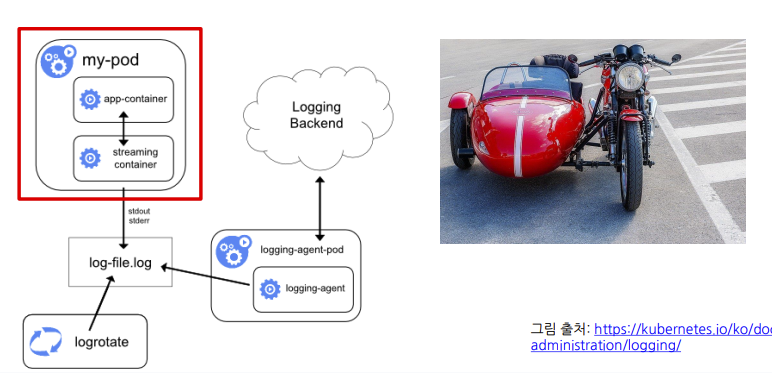 my-pod
app-container
streaming
container
stdout
stderr
log-file.log
logrotate
Logging
Backend
logging-agent-pod
logging-agent
그림 출처: https://kubernetes.io/ko/doc
administration/logging/